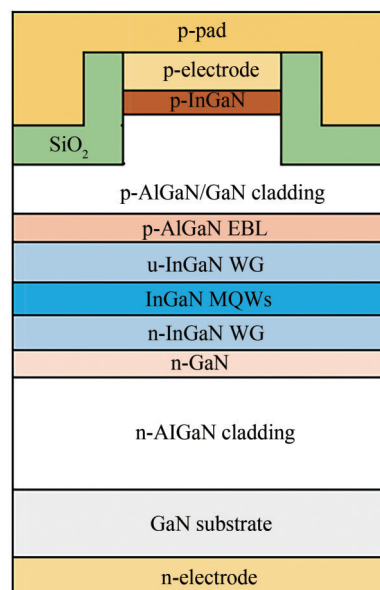 p-pad
p-electrode
p-InGaN
SiO₂
p-AlGaN/GaN cladding
p-AlGaN EBL
u-InGaN WG
InGaN MQWs
n-InGaN WG
n-GaN
n-AlGaN cladding
GaN substrate
n-electrode